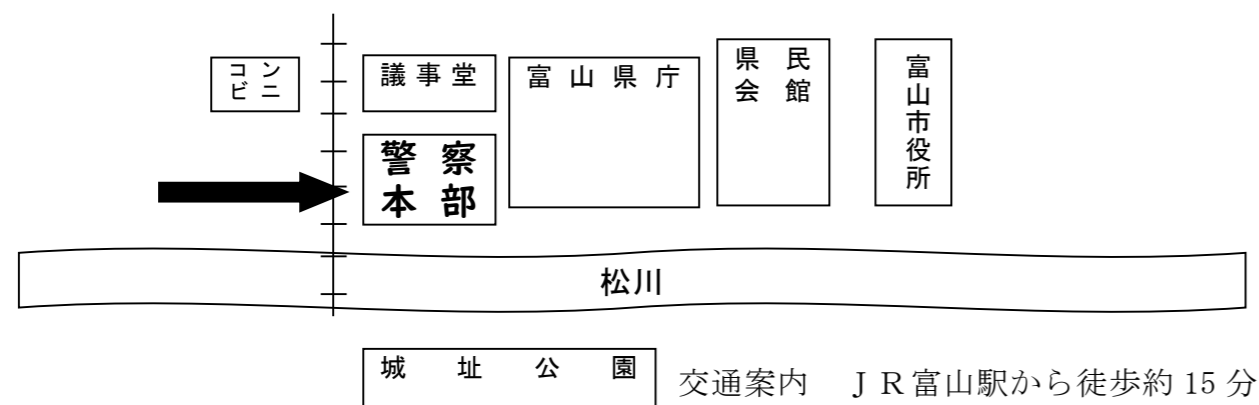 コン
ビニ
議事堂
富山県庁
県民
会館
富山市役所
警察
本部
松川
城址公園
交通案内　ＪＲ富山駅から徒歩約 15 分